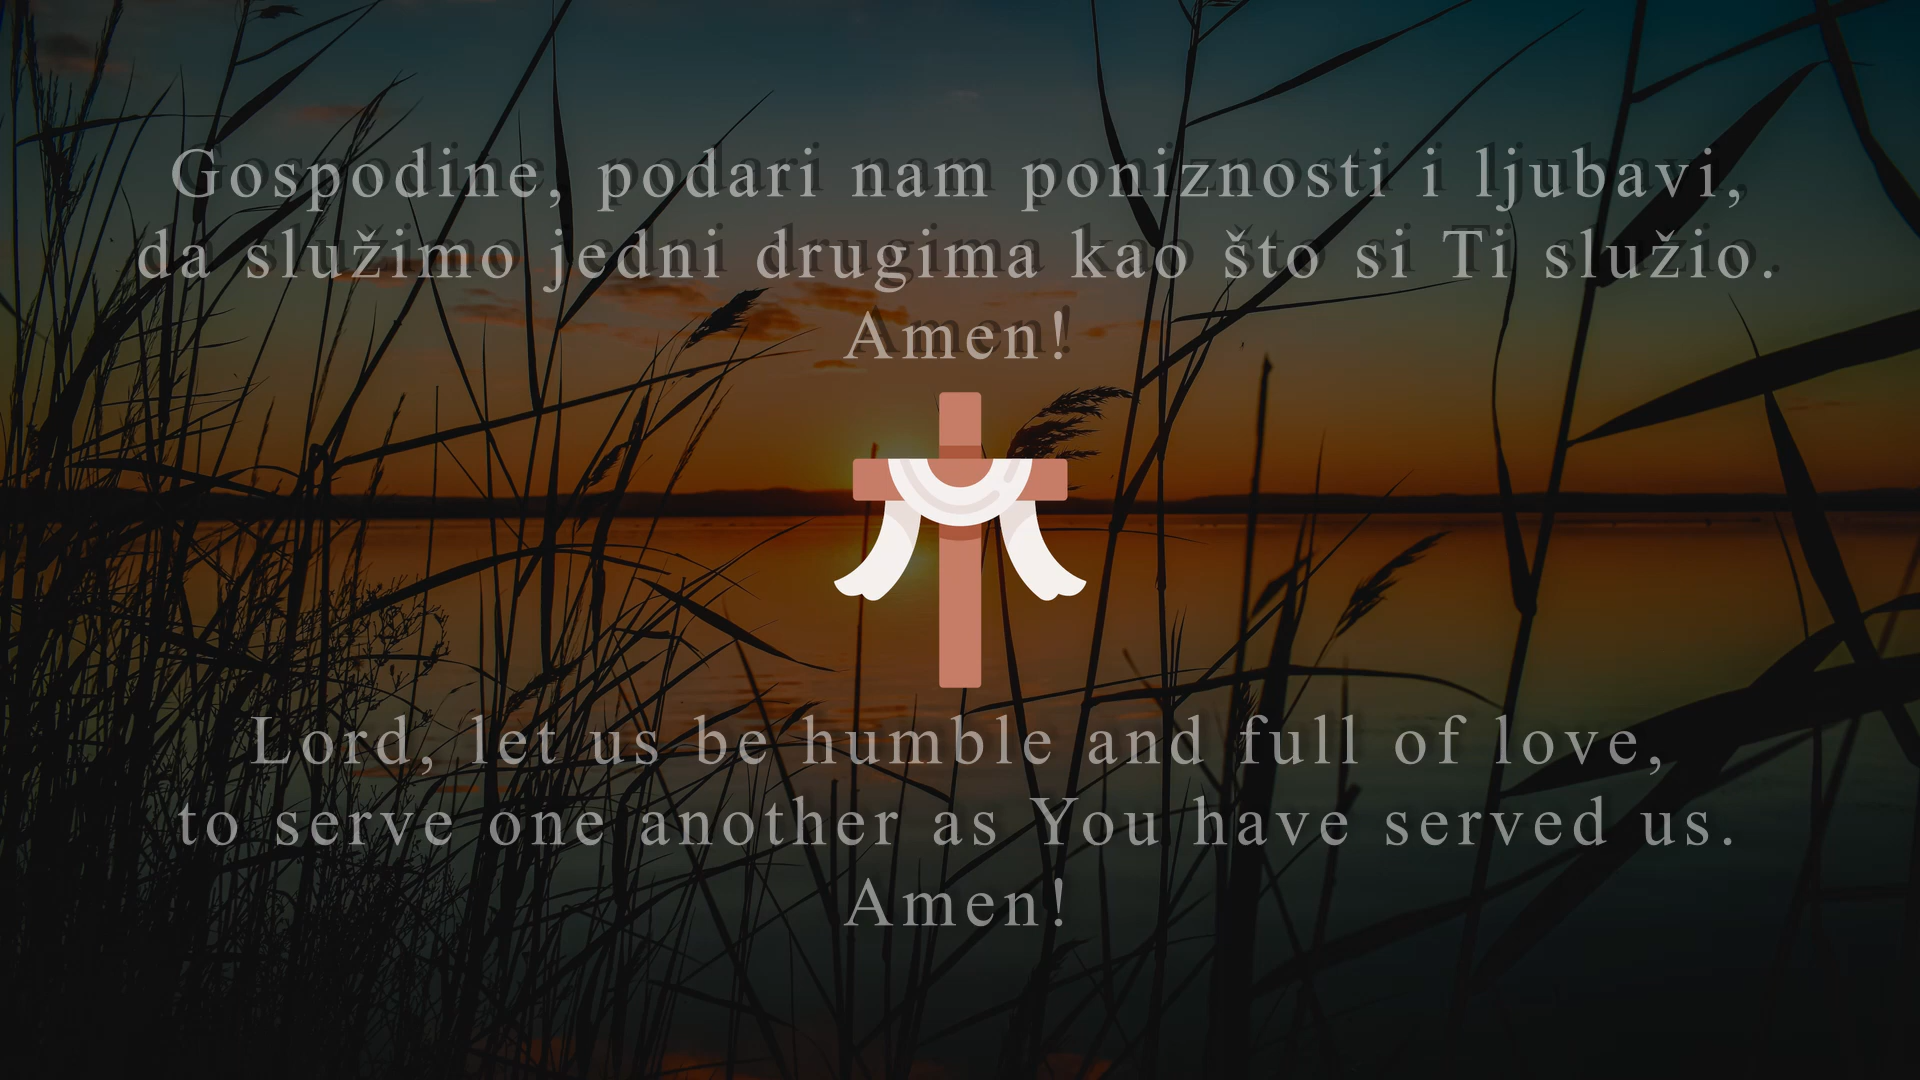 Gospodine, podari nam poniznosti i ljubavi,
da služimo jedni drugima kao što si Ti služio.
Amen!
Lord, let us be humble and full of love,
to serve one another as You have served us.
Amen!